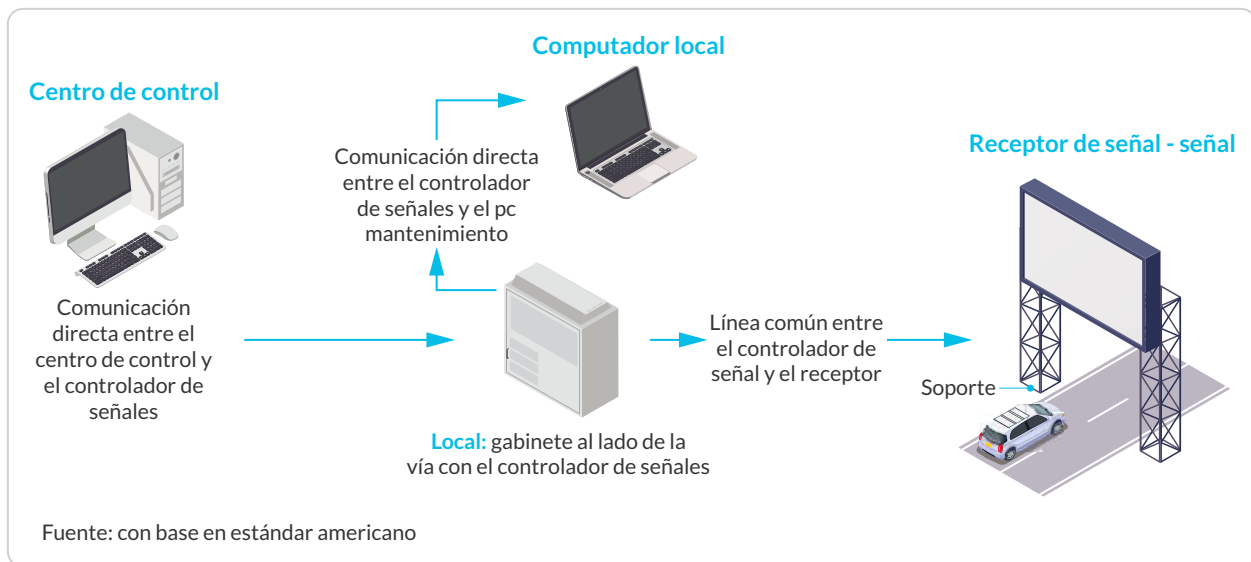 Centro de control
Comunicación
directa entre el
centro de control y
el controlador de
señales
Computador local
Comunicación directa
entre el controlador
de señales y el pc
mantenimiento
Local: gabinete al lado de la
vía con el controlador de señales
Línea común entre
el controlador de
señal y el receptor
Receptor de señal - señal
Soporte
Fuente: con base en estándar americano